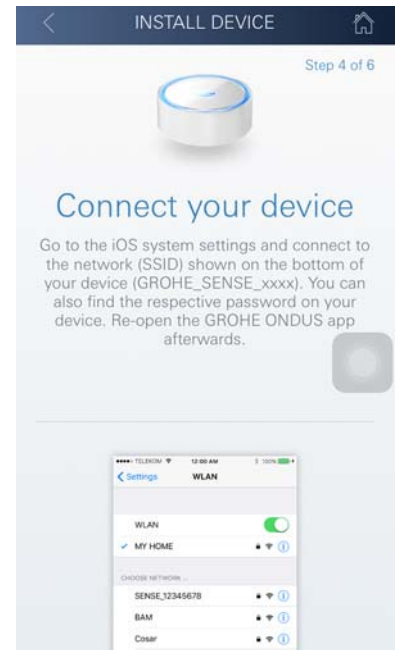 INSTALL DEVICE
Step 4 of 6
Connect your device
Go to the iOS system settings and connect to
the network (SSID) shown on the bottom of
your device (GROHE_SENSE_xxxx). You can
also find the respective password on your
device. Re-open the GROHE ONDUS app
afterwards.
TELEKOM 12:00 AM 100%
Settings WLAN
WLAN
MY HOME
CHOOSE NETWORK ...
SENSE_12345678
BAM
Cosar